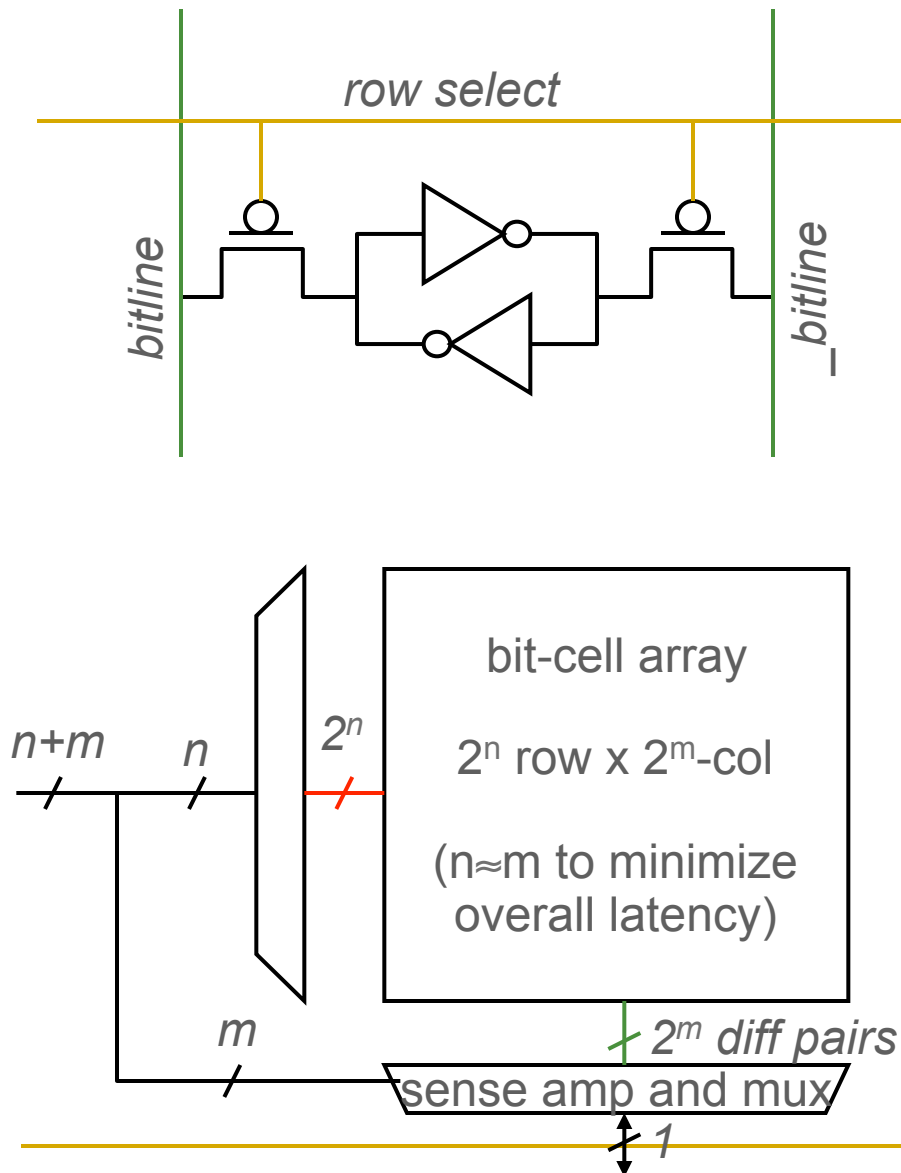 row select
bitline
_bitline
bit-cell array
n+m
n
2ⁿ
2ⁿ row x 2ᵐ-col
(n≈m to minimize
overall latency)
m
2ᵐ diff pairs
sense amp and mux
1